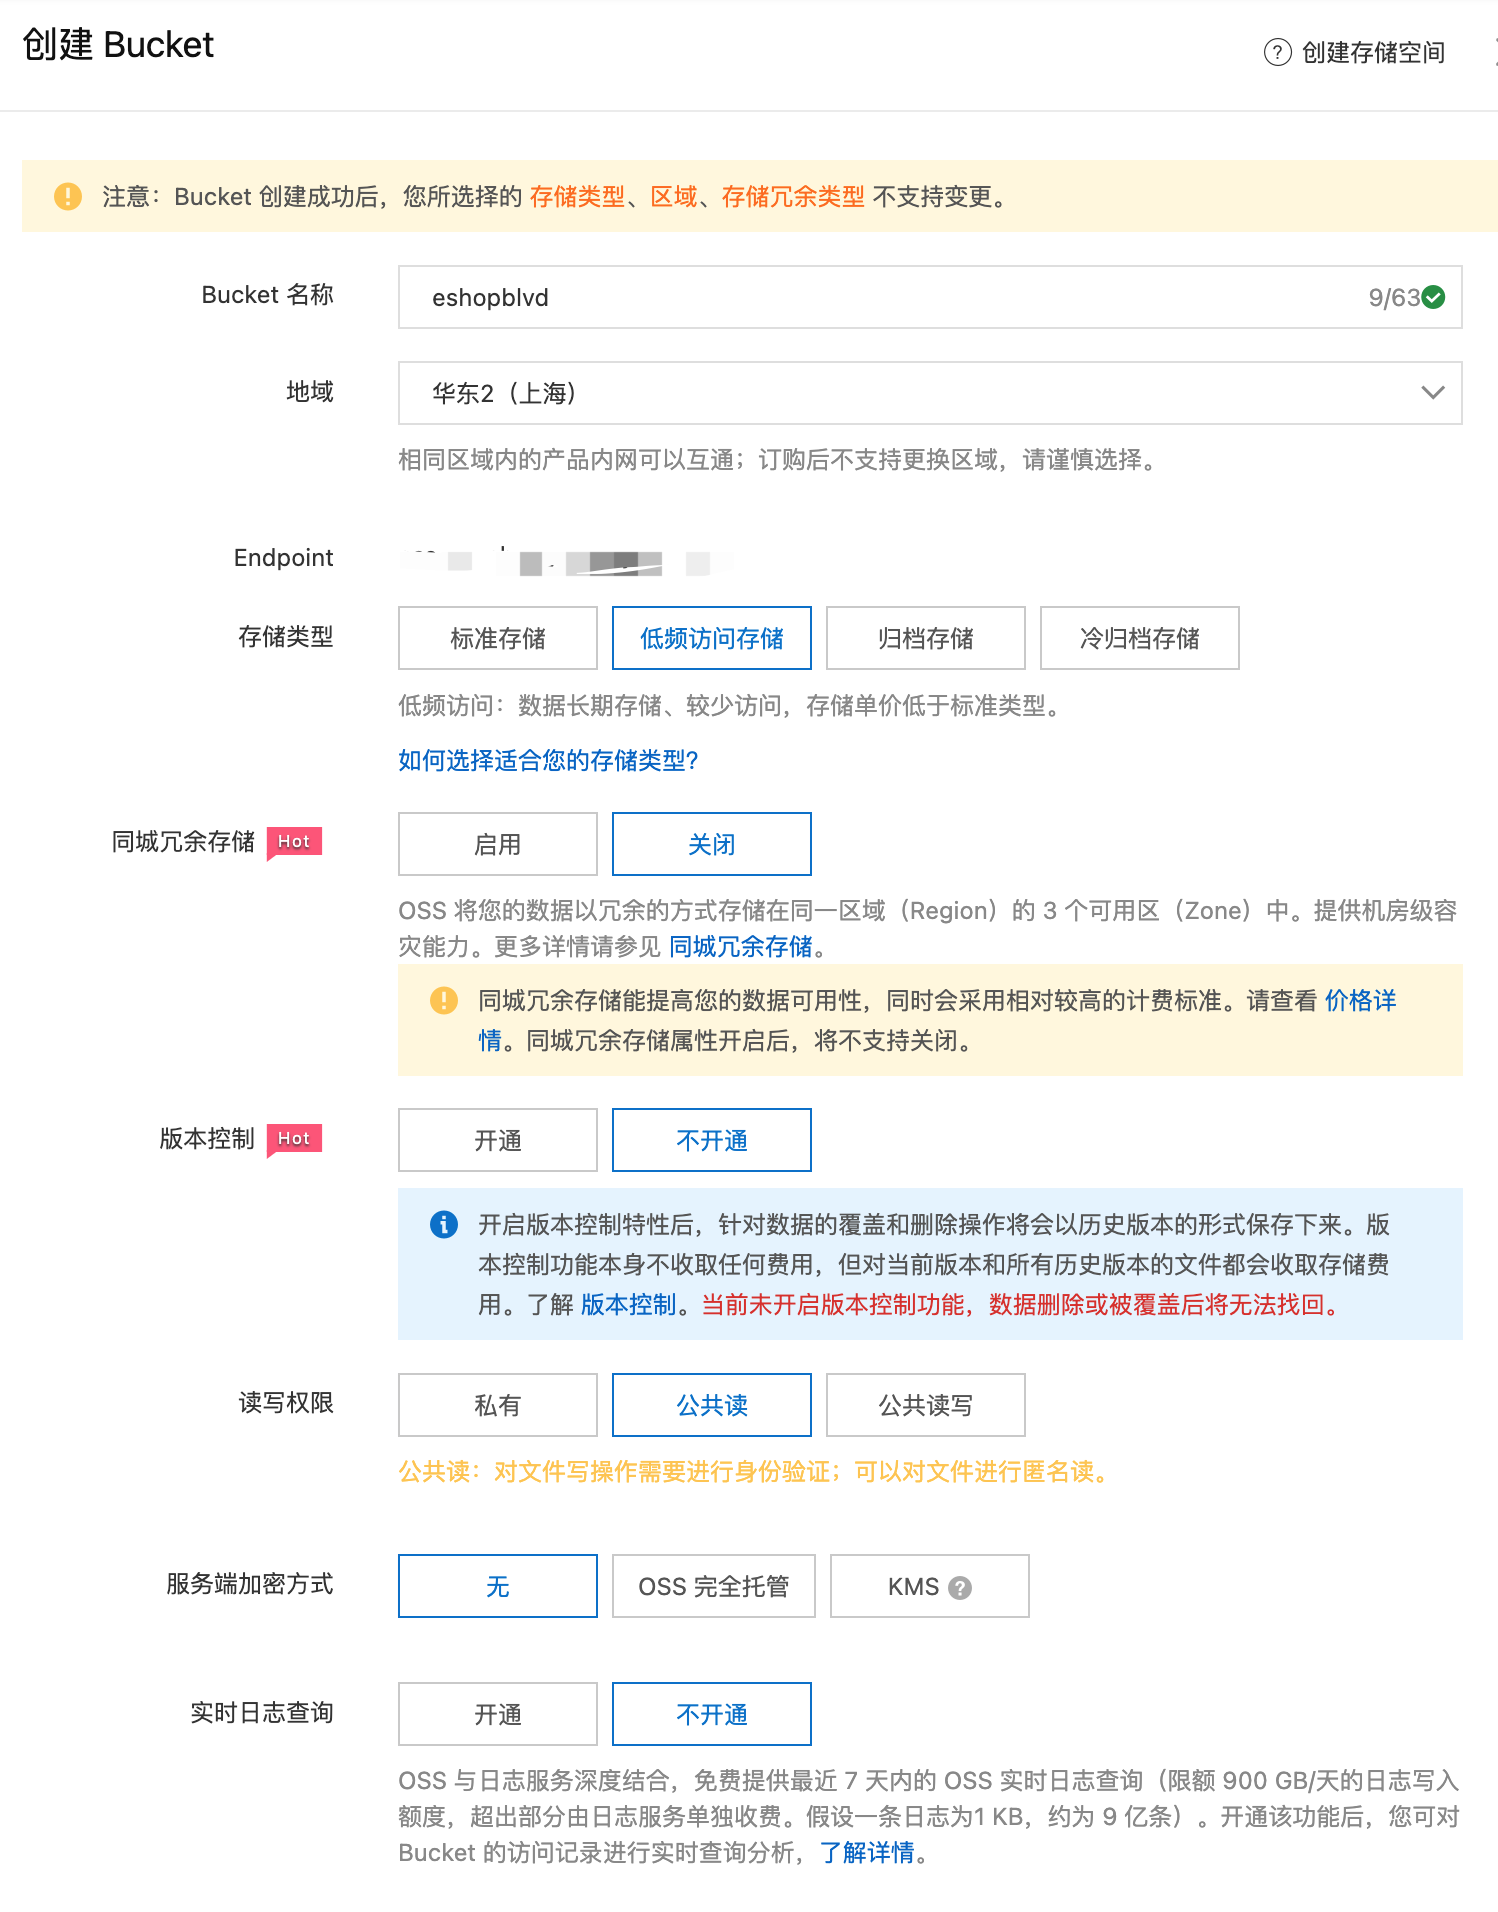 创建 Bucket
创建存储空间
注意：Bucket 创建成功后，您所选择的 存储类型、区域、存储冗余类型 不支持变更。
Bucket 名称
eshopblvd
9/63
地域
华东2（上海）
相同区域内的产品内网可以互通；订购后不支持更换区域，请谨慎选择。
Endpoint
存储类型
标准存储
低频访问存储
归档存储
冷归档存储
低频访问：数据长期存储、较少访问，存储单价低于标准类型。
如何选择适合您的存储类型?
同城冗余存储
Hot
启用
关闭
OSS 将您的数据以冗余的方式存储在同一区域（Region）的 3 个可用区（Zone）中。提供机房级容
灾能力。更多详情请参见 同城冗余存储。
同城冗余存储能提高您的数据可用性，同时会采用相对较高的计费标准。请查看 价格详
情。同城冗余存储属性开启后，将不支持关闭。
版本控制
Hot
开通
不开通
开启版本控制特性后，针对数据的覆盖和删除操作将会以历史版本的形式保存下来。版
本控制功能本身不收取任何费用，但对当前版本和所有历史版本的文件都会收取存储费
用。了解 版本控制。当前未开启版本控制功能，数据删除或被覆盖后将无法找回。
读写权限
私有
公共读
公共读写
公共读：对文件写操作需要进行身份验证；可以对文件进行匿名读。
服务端加密方式
无
OSS 完全托管
KMS
实时日志查询
开通
不开通
OSS 与日志服务深度结合，免费提供最近 7 天内的 OSS 实时日志查询（限额 900 GB/天的日志写入
额度，超出部分由日志服务单独收费。假设一条日志为1 KB，约为 9 亿条）。开通该功能后，您可对
Bucket 的访问记录进行实时查询分析，了解详情。